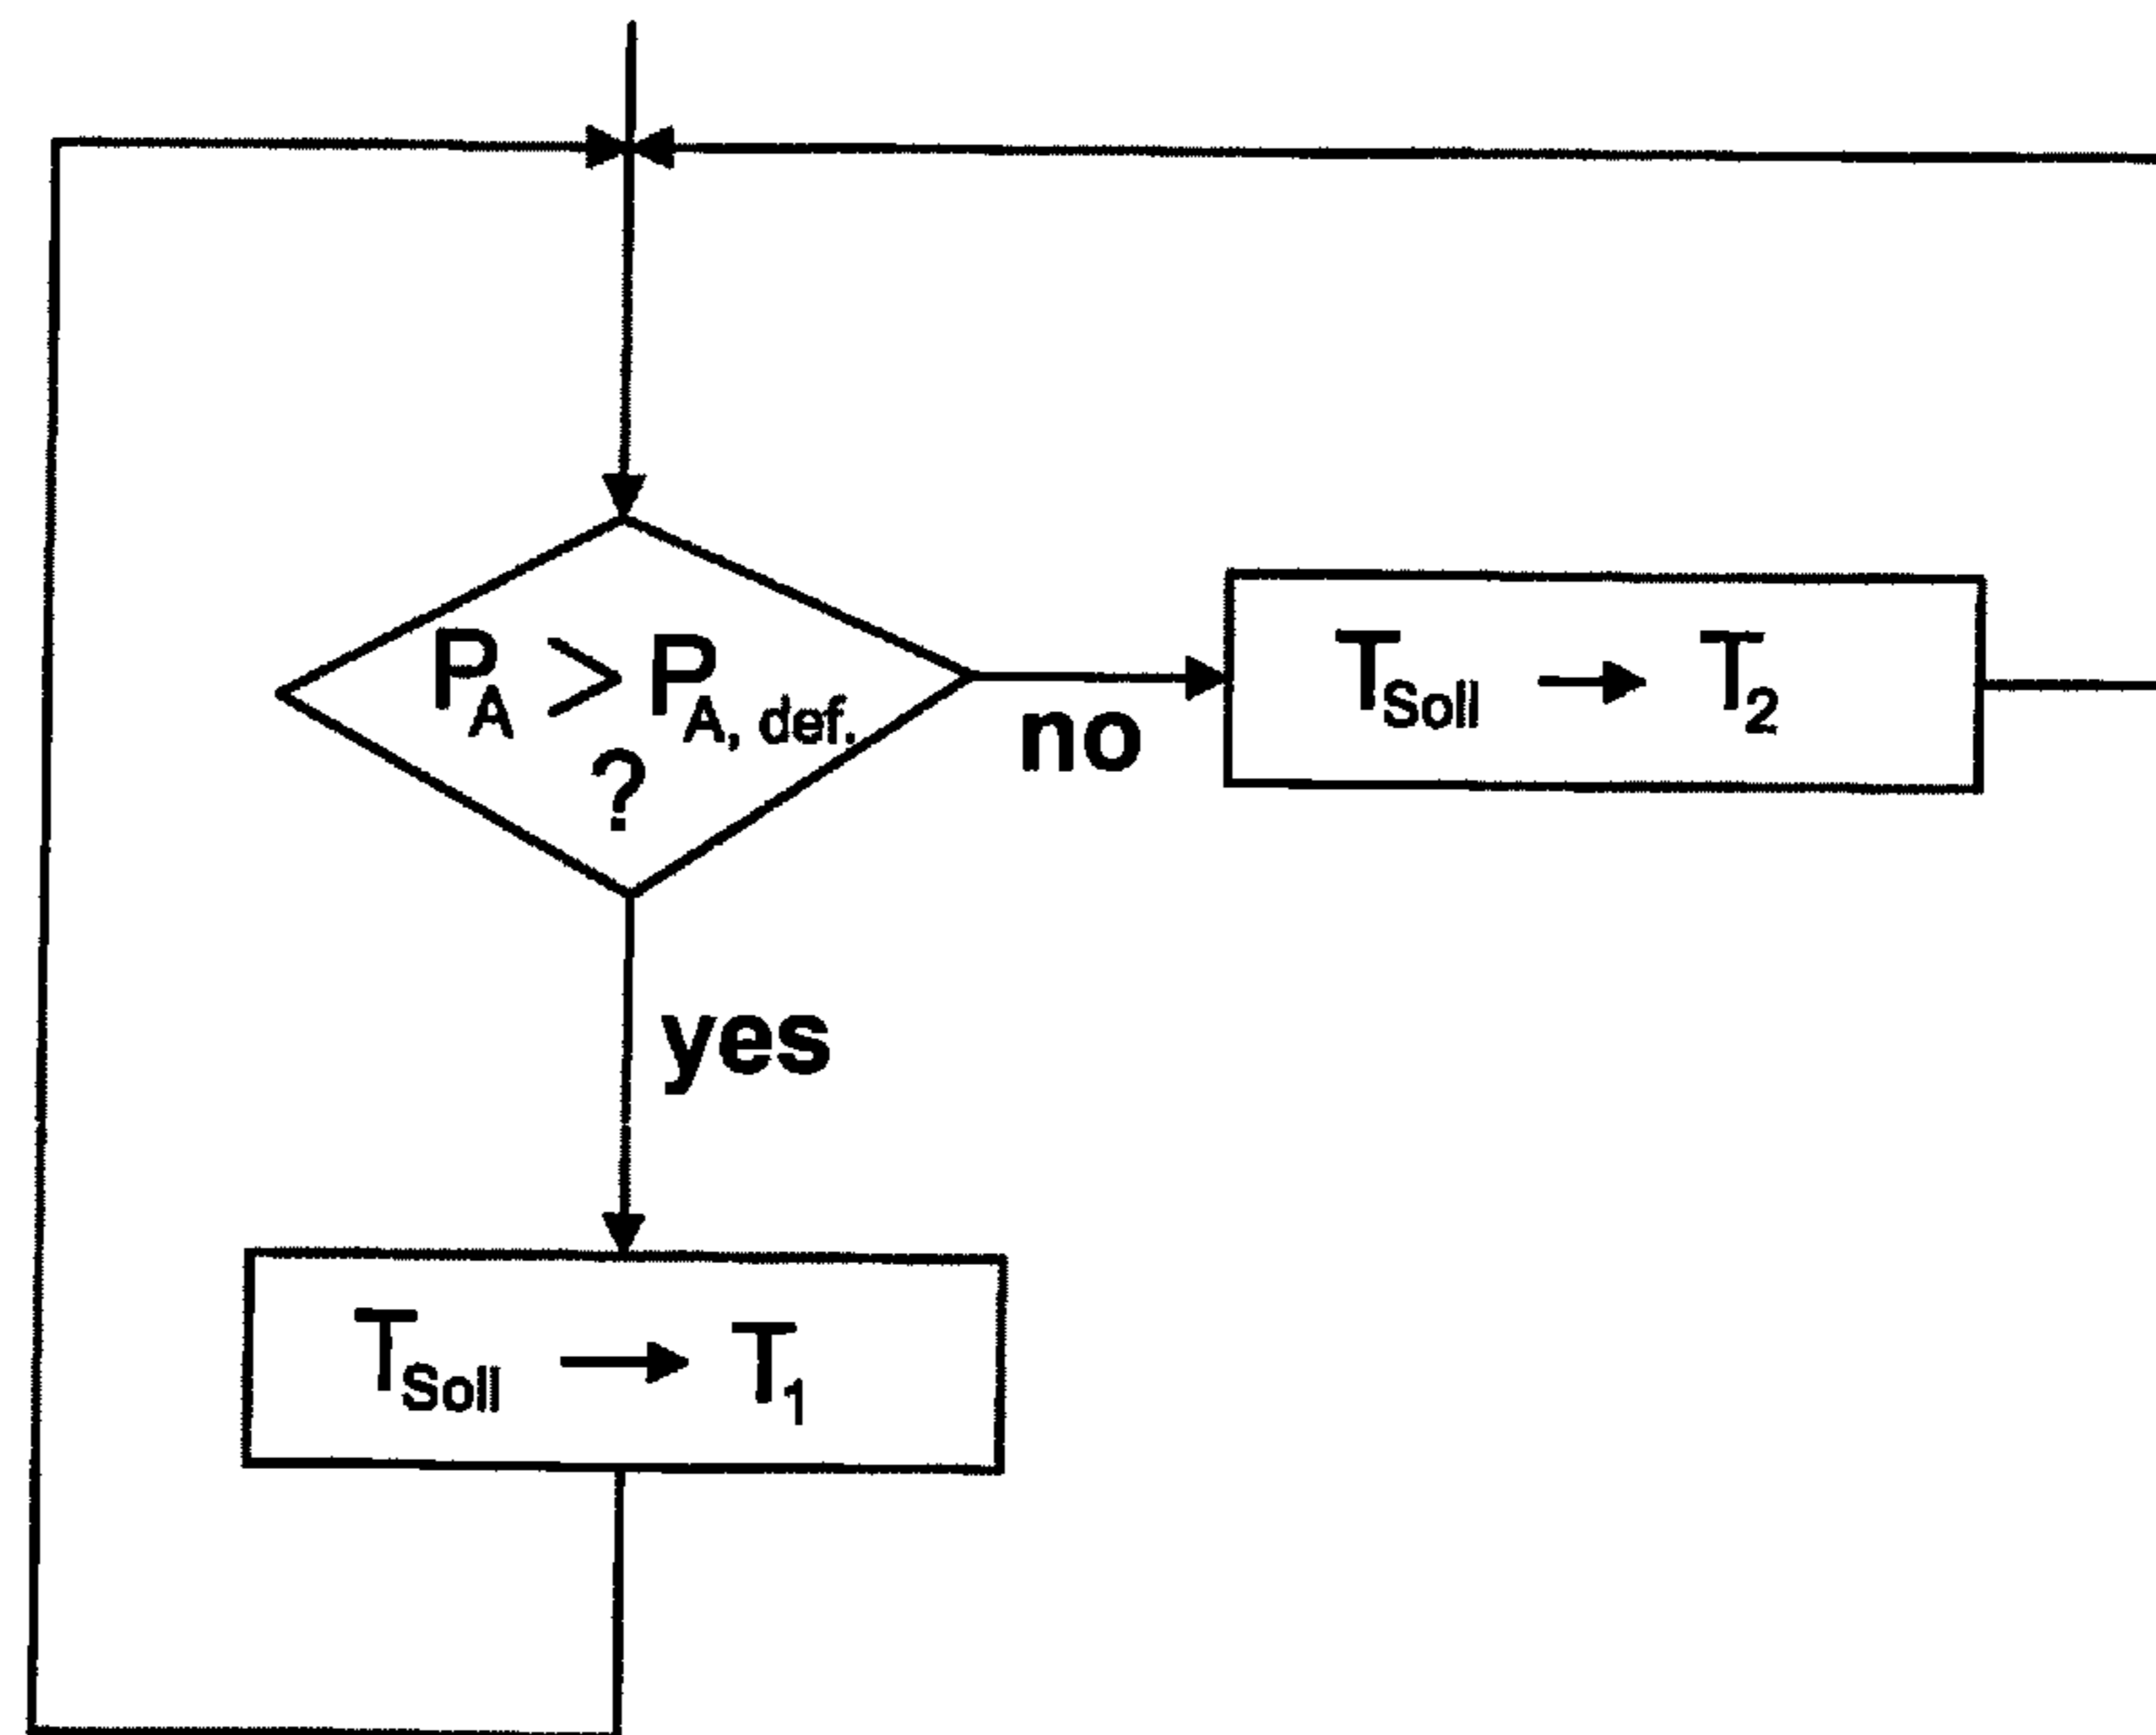 P_A > P_A, def.
?
no
T_Soll → T_2
yes
T_Soll → T_1